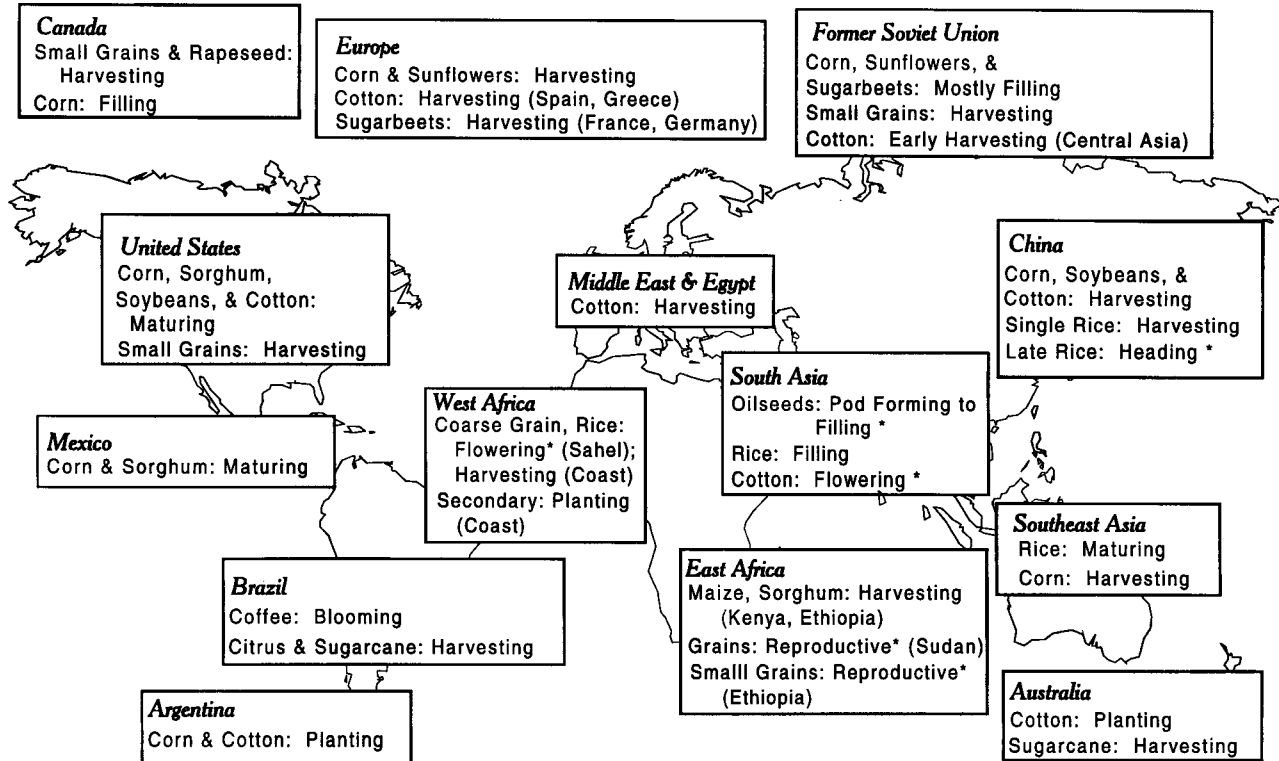 Canada
Small Grains & Rapeseed:
Harvesting
Corn: Filling
Europe
Corn & Sunflowers: Harvesting
Cotton: Harvesting (Spain, Greece)
Sugarbeets: Harvesting (France, Germany)
Former Soviet Union
Corn, Sunflowers, &
Sugarbeets: Mostly Filling
Small Grains: Harvesting
Cotton: Early Harvesting (Central Asia)
United States
Corn, Sorghum,
Soybeans, & Cotton:
Maturing
Small Grains: Harvesting
Middle East & Egypt
Cotton: Harvesting
China
Corn, Soybeans, &
Cotton: Harvesting
Single Rice: Harvesting
Late Rice: Heading *
Mexico
Corn & Sorghum: Maturing
West Africa
Coarse Grain, Rice:
Flowering* (Sahel);
Harvesting (Coast)
Secondary: Planting
(Coast)
South Asia
Oilseeds: Pod Forming to
Filling *
Rice: Filling
Cotton: Flowering *
Southeast Asia
Rice: Maturing
Corn: Harvesting
Brazil
Coffee: Blooming
Citrus & Sugarcane: Harvesting
East Africa
Maize, Sorghum: Harvesting
(Kenya, Ethiopia)
Grains: Reproductive* (Sudan)
Smalll Grains: Reproductive*
(Ethiopia)
Argentina
Corn & Cotton: Planting
Australia
Cotton: Planting
Sugarcane: Harvesting